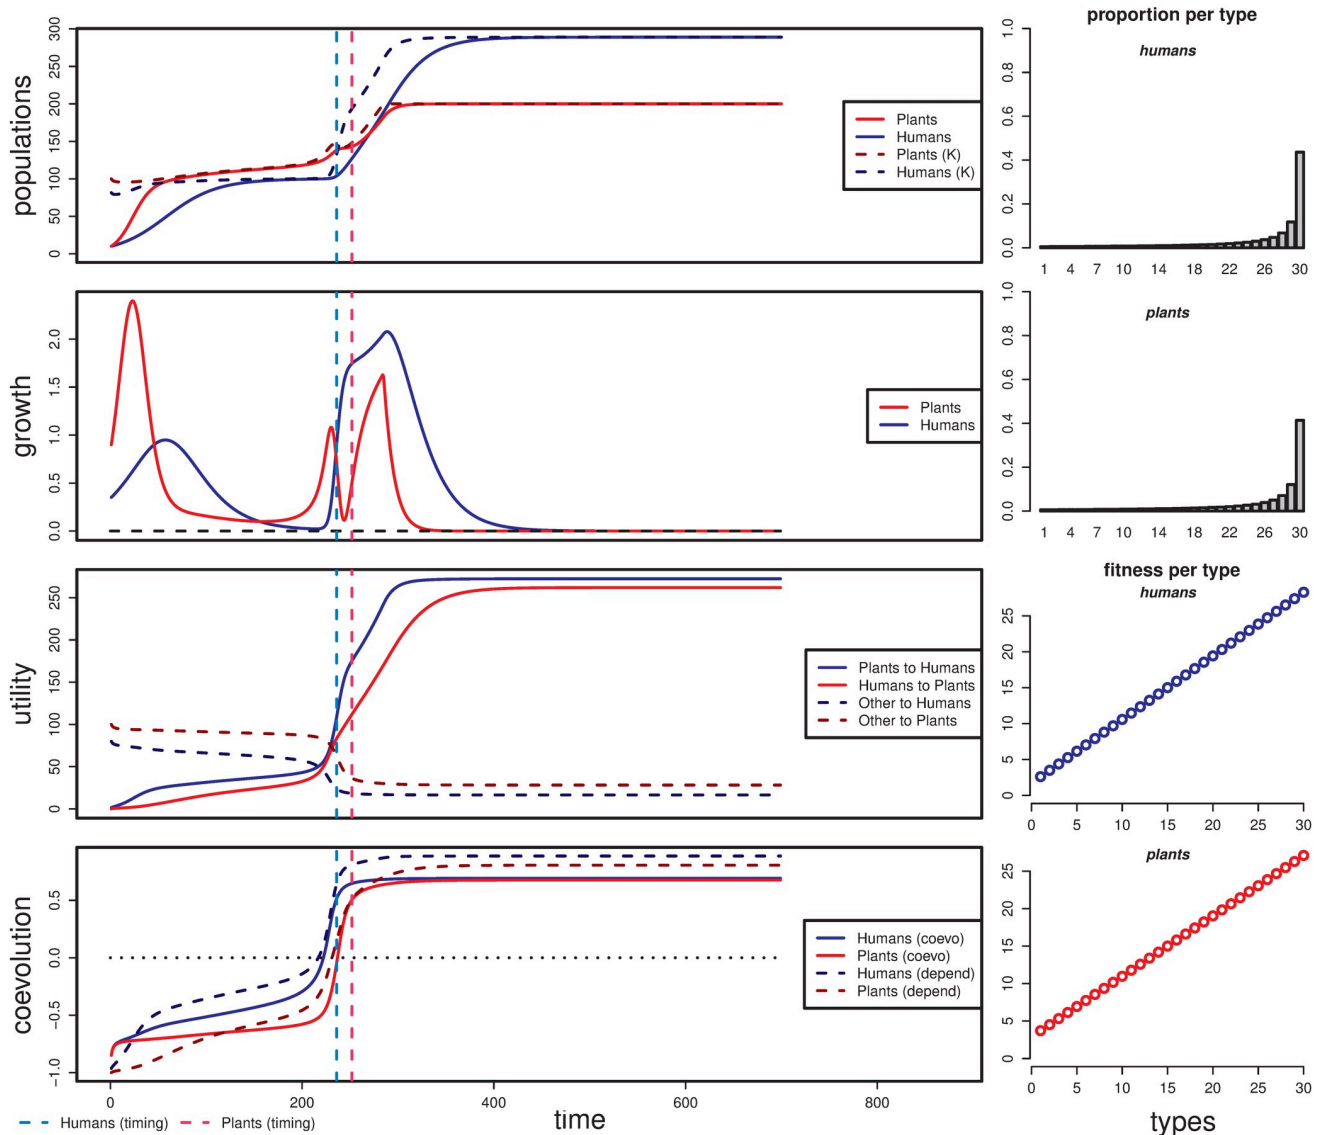 populations
300
250
200
150
100
50
0
Plants
Humans
Plants (K)
Humans (K)
proportion per type
humans
1.0
0.8
0.6
0.4
0.2
0.0
1 4 7 10 14 18 22 26 30
growth
2.0
1.5
1.0
0.5
0.0
Plants
Humans
plants
1.0
0.8
0.6
0.4
0.2
0.0
1 4 7 10 14 18 22 26 30
utility
250
200
150
100
50
0
Plants to Humans
Humans to Plants
Other to Humans
Other to Plants
fitness per type
humans
25
20
15
10
5
0
0 5 10 15 20 25 30
coevolution
0.5
0.0
−0.5
−1.0
Humans (coevo)
Plants (coevo)
Humans (depend)
Plants (depend)
0 200 400 600 800
time
Humans (timing) Plants (timing)
plants
25
20
15
10
5
0
0 5 10 15 20 25 30
types